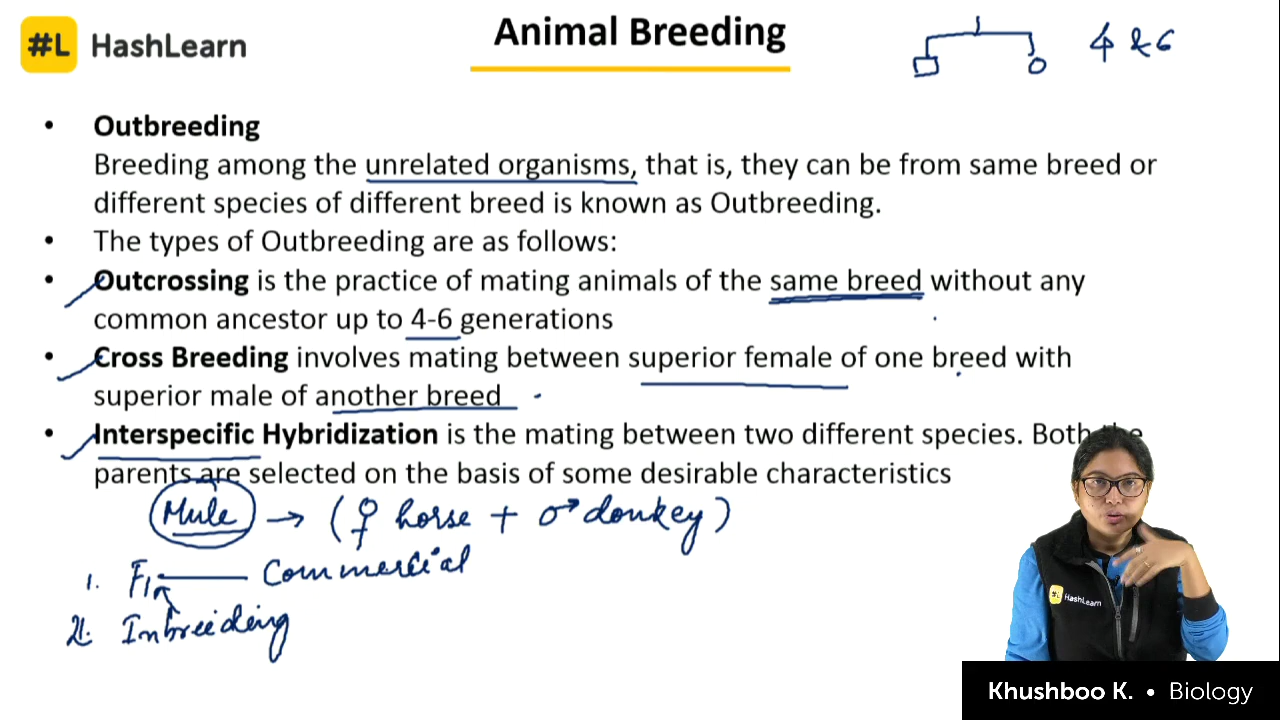 #L HashLearn
Animal Breeding
4 & 6
• Outbreeding
Breeding among the unrelated organisms, that is, they can be from same breed or
different species of different breed is known as Outbreeding.
• The types of Outbreeding are as follows:
• Outcrossing is the practice of mating animals of the same breed without any
common ancestor up to 4-6 generations
• Cross Breeding involves mating between superior female of one breed with
superior male of another breed
• Interspecific Hybridization is the mating between two different species. Both the
parents are selected on the basis of some desirable characteristics
Mule → (♀ horse + ♂ donkey)
1. F1 — Commercial
2. Inbreeding
#L HashLearn
Khushboo K. • Biology